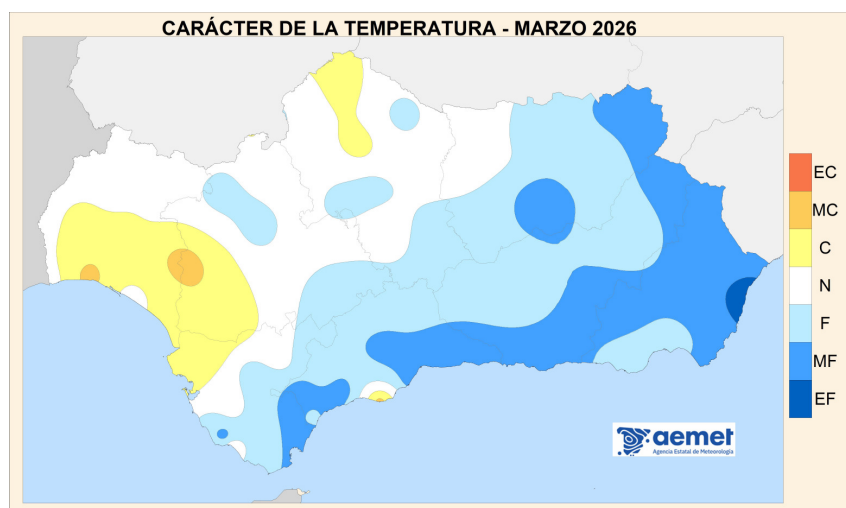 CARÁCTER DE LA TEMPERATURA - MARZO 2026
EC
MC
C
N
F
MF
EF
aemet
Agencia Estatal de Meteorología